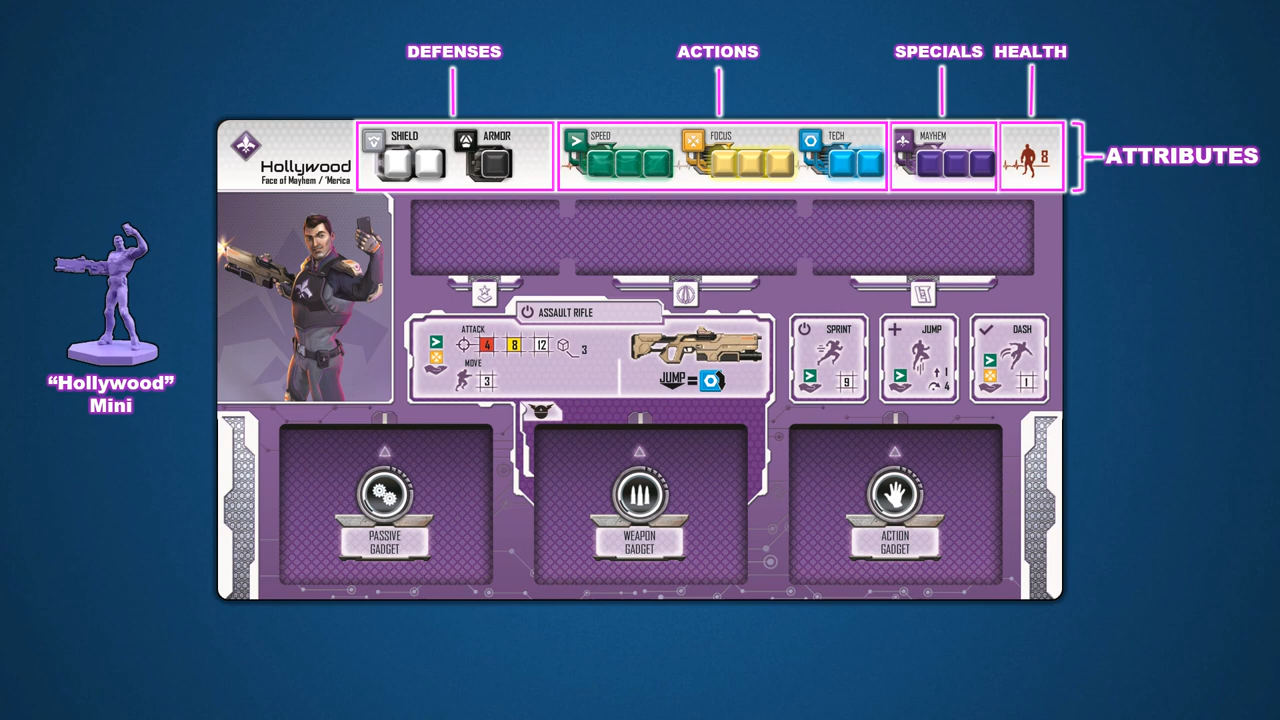 DEFENSES
ACTIONS
SPECIALS
HEALTH
SHIELD
ARMOR
SPEED
FOCUS
TECH
MAYHEM
8
ATTRIBUTES
Hollywood
Face of Mayhem / 'Merica
ASSAULT RIFLE
ATTACK
4 8 12 3
MOVE
3
JUMP =
SPRINT
9
JUMP
1
4
DASH
1
“Hollywood”
Mini
PASSIVE
GADGET
WEAPON
GADGET
ACTION
GADGET